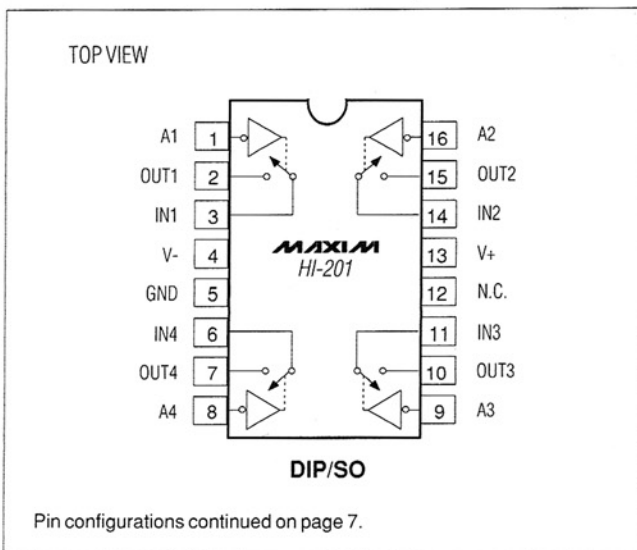 TOP VIEW
A1 1 16 A2
OUT1 2 15 OUT2
IN1 3 14 IN2
V- 4 MAXIM 13 V+
HI-201
GND 5 12 N.C.
IN4 6 11 IN3
OUT4 7 10 OUT3
A4 8 9 A3
DIP/SO
Pin configurations continued on page 7.